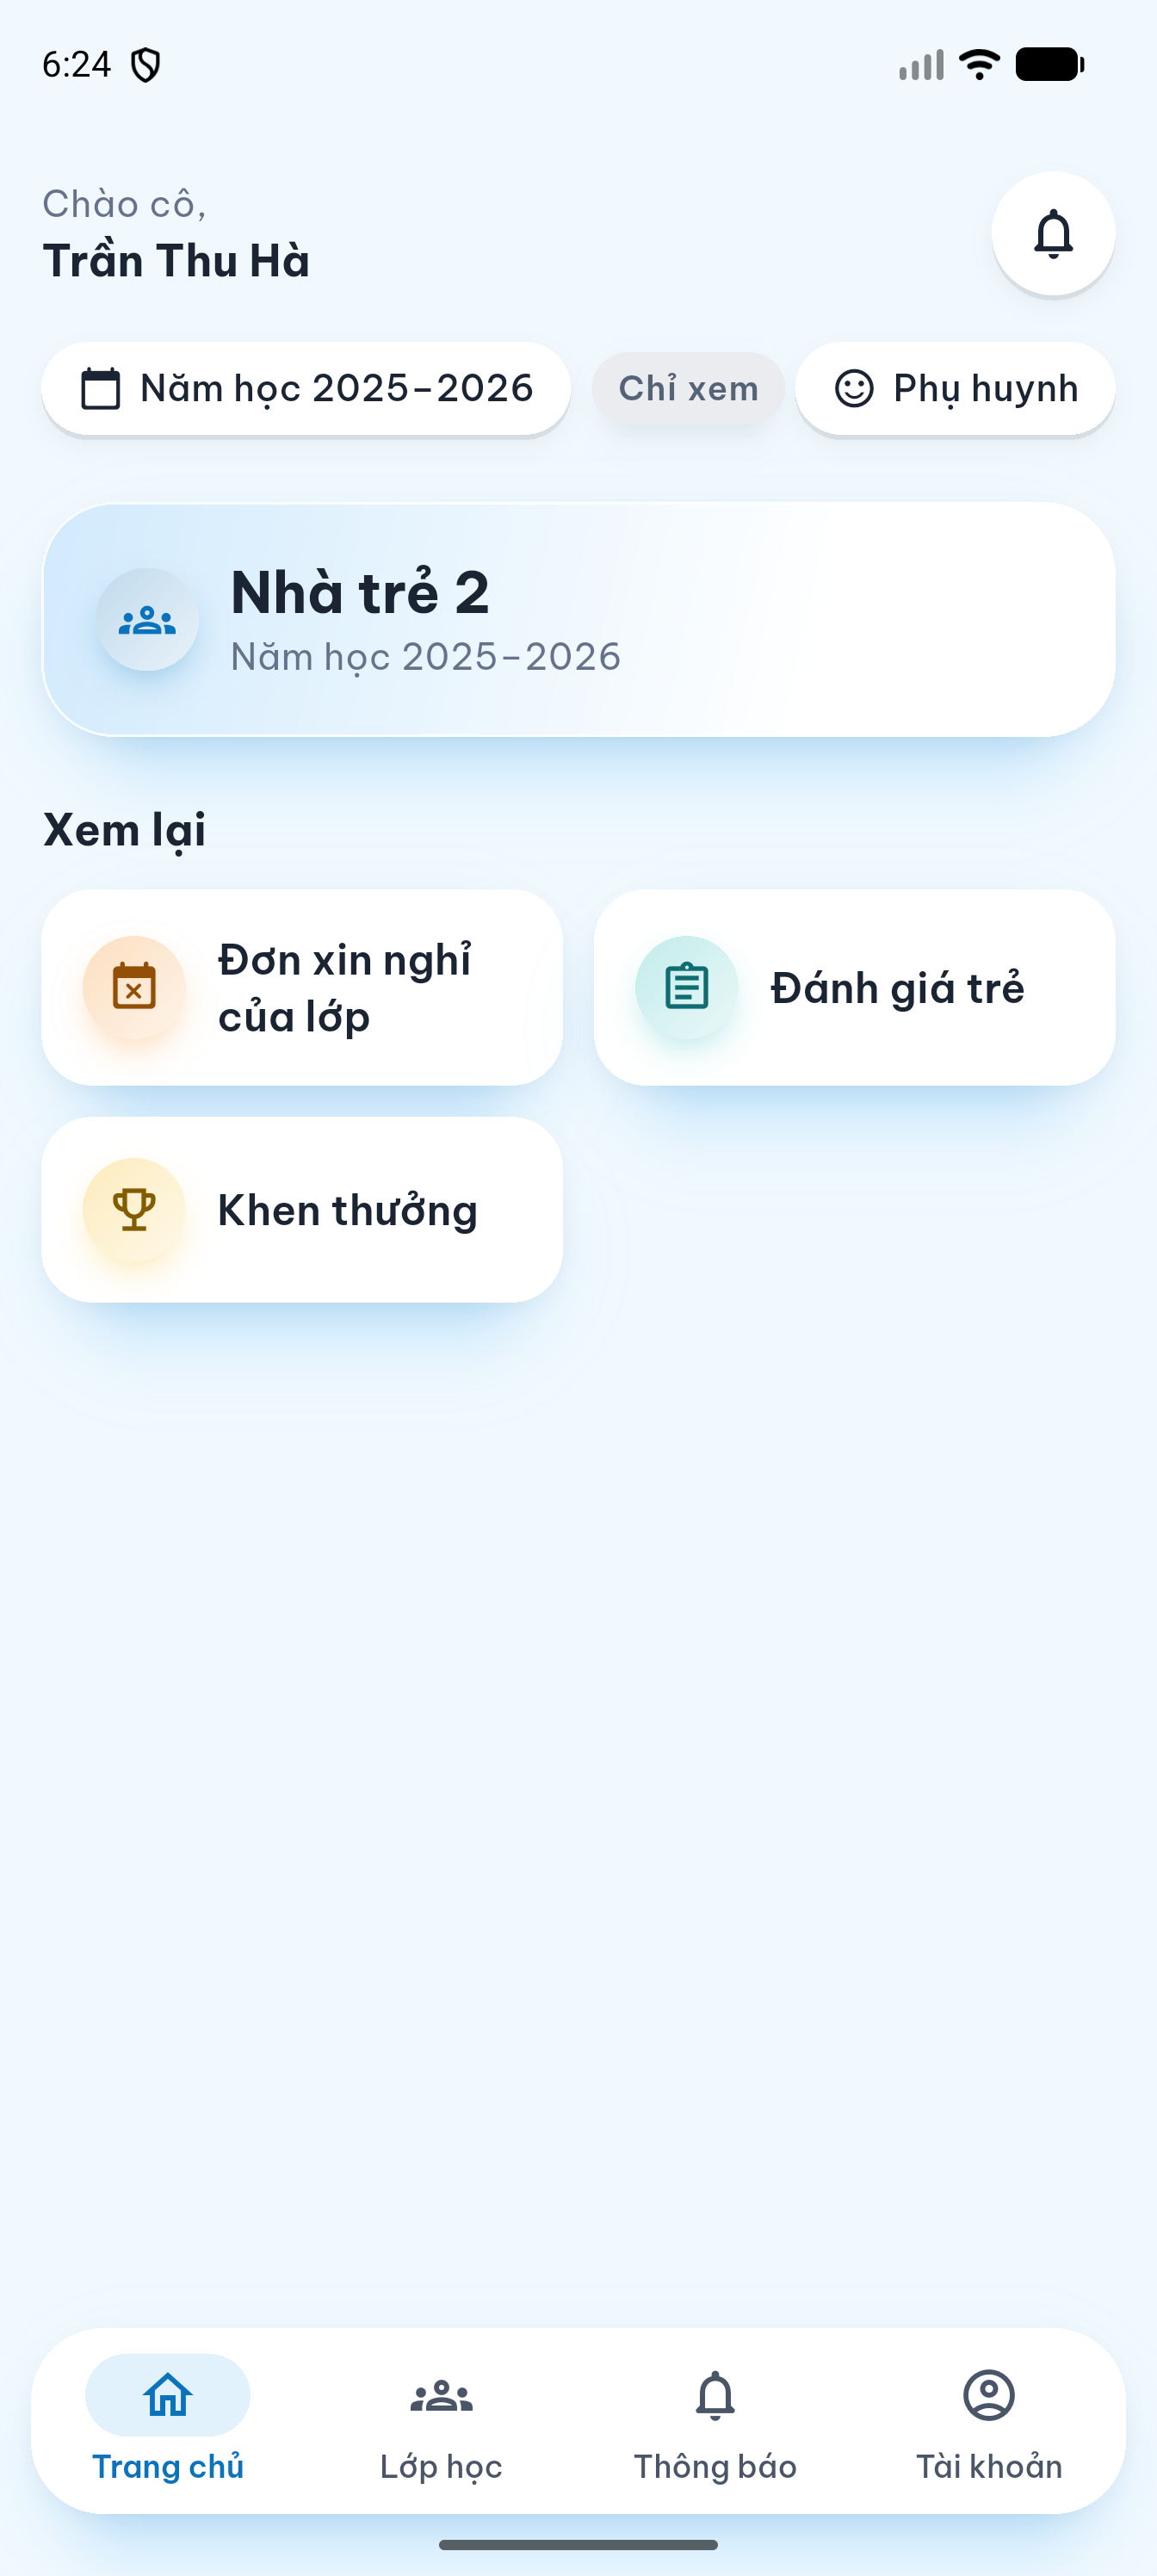 6:24
Chào cô,
Trần Thu Hà
Năm học 2025–2026
Chỉ xem
Phụ huynh
Nhà trẻ 2
Năm học 2025–2026
Xem lại
Đơn xin nghỉ
của lớp
Đánh giá trẻ
Khen thưởng
Trang chủ
Lớp học
Thông báo
Tài khoản